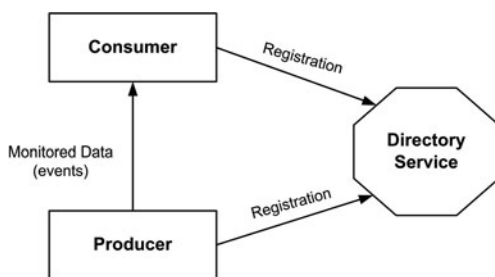 Consumer
Registration
Monitored Data
(events)
Directory
Service
Registration
Producer